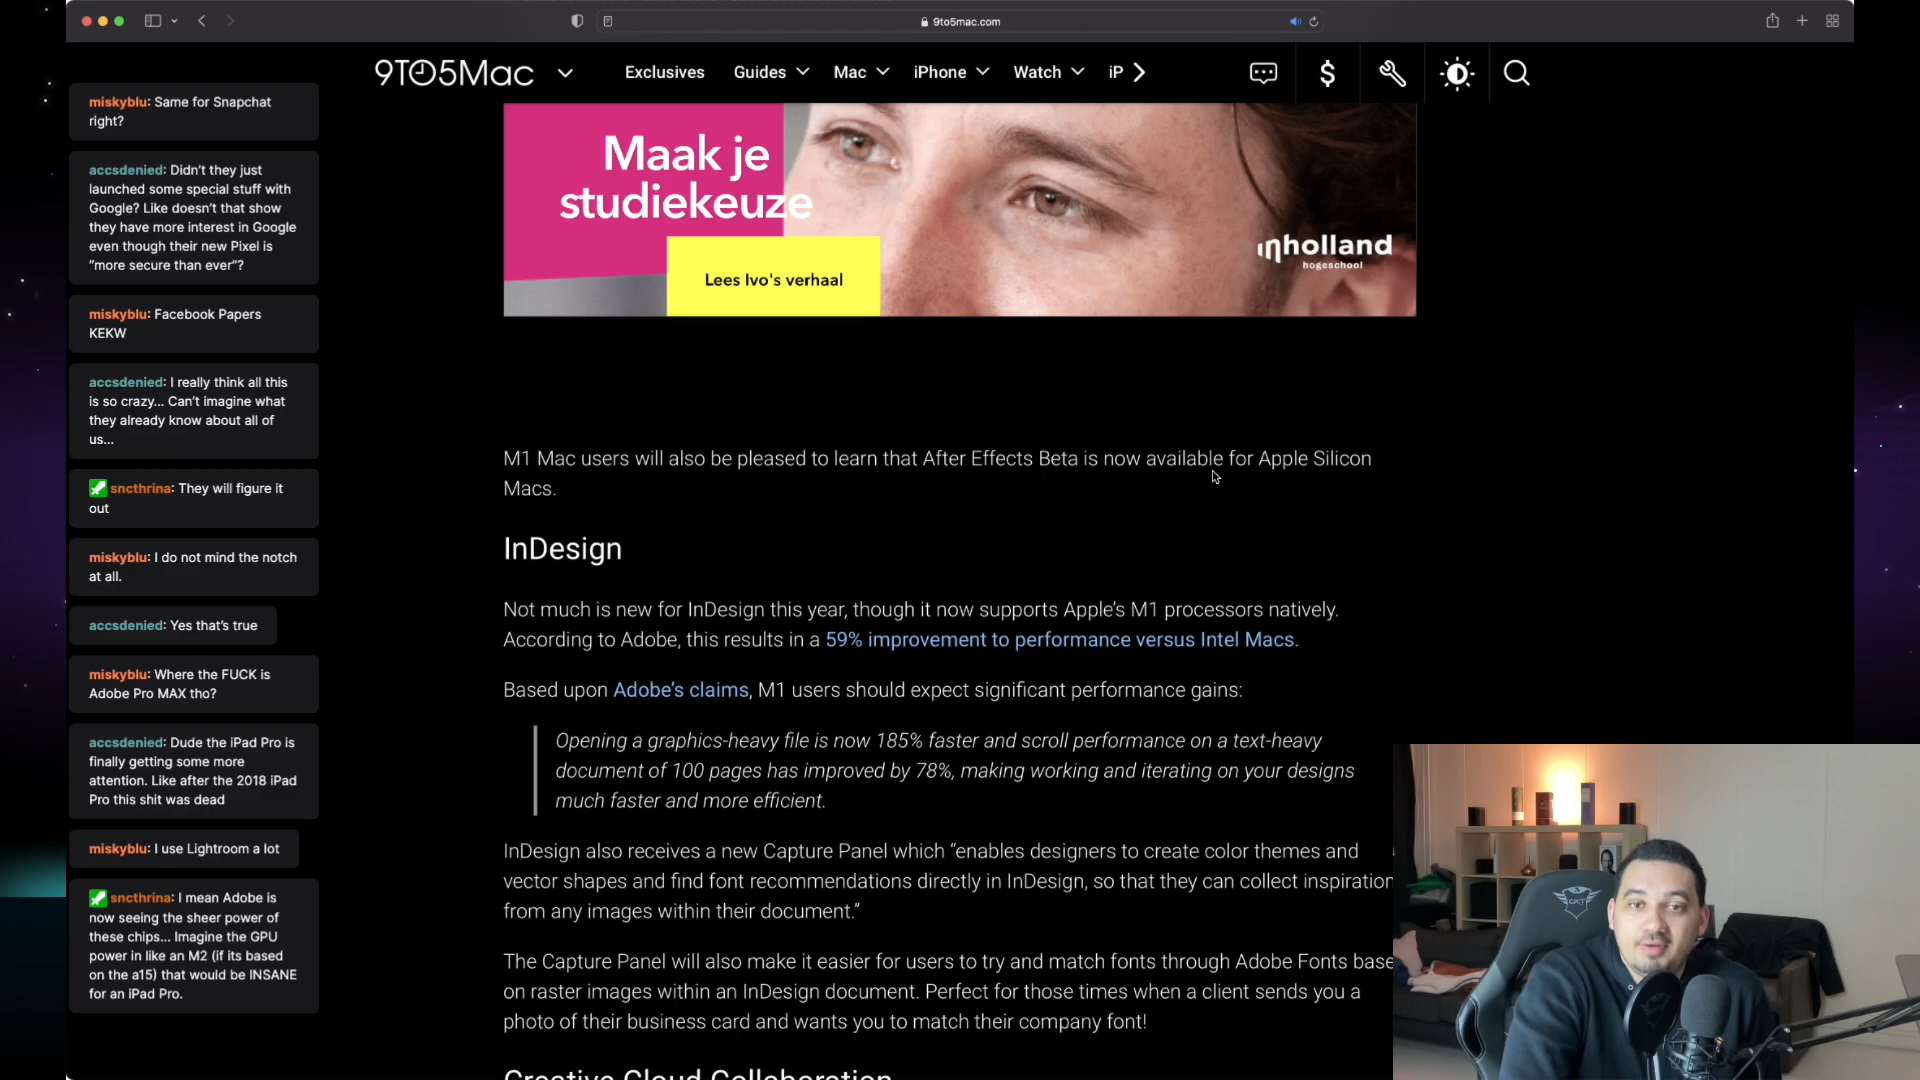 9to5mac.com
9TO5Mac
Exclusives
Guides
Mac
iPhone
Watch
iP
$
miskyblu: Same for Snapchat
right?
accsdenied: Didn’t they just
launched some special stuff with
Google? Like doesn’t that show
they have more interest in Google
even though their new Pixel is
“more secure than ever”?
miskyblu: Facebook Papers
KEKW
accsdenied: I really think all this
is so crazy... Can’t imagine what
they already know about all of
us...
sncthrina: They will figure it
out
miskyblu: I do not mind the notch
at all.
accsdenied: Yes that’s true
miskyblu: Where the FUCK is
Adobe Pro MAX tho?
accsdenied: Dude the iPad Pro is
finally getting some more
attention. Like after the 2018 iPad
Pro this shit was dead
miskyblu: I use Lightroom a lot
sncthrina: I mean Adobe is
now seeing the sheer power of
these chips... Imagine the GPU
power in like an M2 (if its based
on the a15) that would be INSANE
for an iPad Pro.
Maak je
studiekeuze
Lees Ivo's verhaal
inholland
hogeschool
M1 Mac users will also be pleased to learn that After Effects Beta is now available for Apple Silicon
Macs.
InDesign
Not much is new for InDesign this year, though it now supports Apple’s M1 processors natively.
According to Adobe, this results in a 59% improvement to performance versus Intel Macs.
Based upon Adobe’s claims, M1 users should expect significant performance gains:
Opening a graphics-heavy file is now 185% faster and scroll performance on a text-heavy
document of 100 pages has improved by 78%, making working and iterating on your designs
much faster and more efficient.
InDesign also receives a new Capture Panel which “enables designers to create color themes and
vector shapes and find font recommendations directly in InDesign, so that they can collect inspiration
from any images within their document.”
The Capture Panel will also make it easier for users to try and match fonts through Adobe Fonts base
on raster images within an InDesign document. Perfect for those times when a client sends you a
photo of their business card and wants you to match their company font!
Creative Cloud Collaboration
GXT